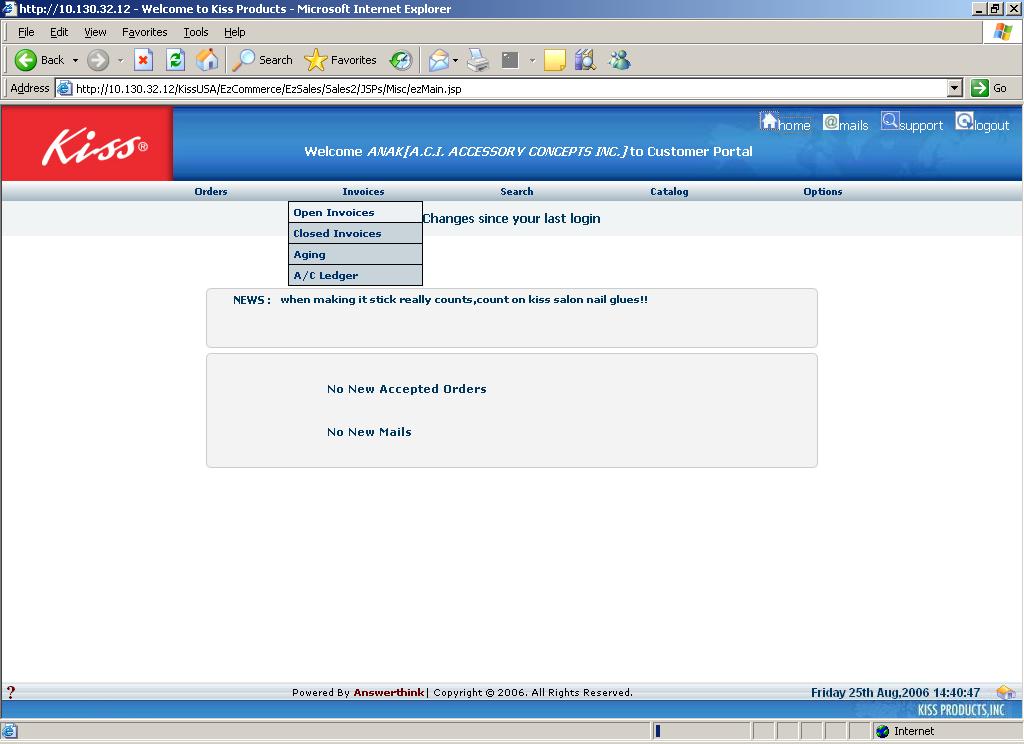 http://10.130.32.12 - Welcome to Kiss Products - Microsoft Internet Explorer
File Edit View Favorites Tools Help
Back Search Favorites
Address http://10.130.32.12/KissUSA/EzCommerce/EzSales/Sales2/JSPs/Misc/ezMain.jsp Go
home mails support logout
Kiss®
Welcome ANAK[A.C.I. ACCESSORY CONCEPTS INC.] to Customer Portal
Orders Invoices Search Catalog Options
Open Invoices
Changes since your last login
Closed Invoices
Aging
A/C Ledger
NEWS : when making it stick really counts,count on kiss salon nail glues!!
No New Accepted Orders
No New Mails
? Powered By Answerthink | Copyright © 2006. All Rights Reserved. Friday 25th Aug,2006 14:40:47
KISS PRODUCTS,INC
Internet